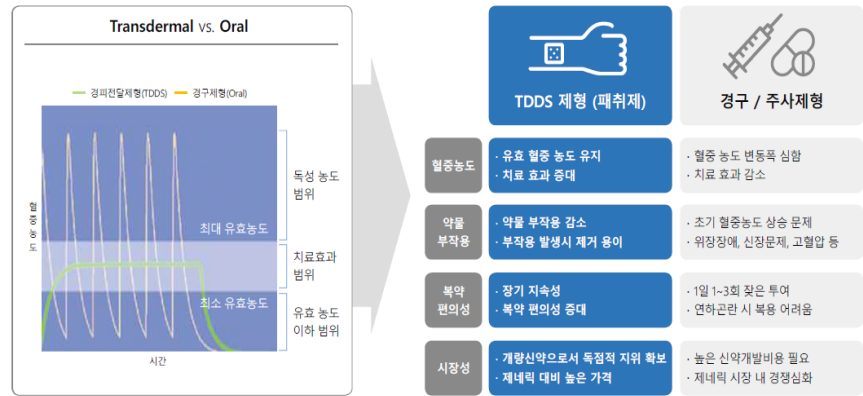 Transdermal vs. Oral
경피전달제형(TDDS) 경구제형(Oral)
혈중농도
독성 농도
범위
최대 유효농도
치료효과
범위
최소 유효농도
유효 농도
이하 범위
시간
TDDS 제형 (패취제)
경구 / 주사제형
혈중농도
· 유효 혈중 농도 유지
· 치료 효과 증대
· 혈중 농도 변동폭 심함
· 치료 효과 감소
약물
부작용
· 약물 부작용 감소
· 부작용 발생시 제거 용이
· 초기 혈중농도 상승 문제
· 위장장애, 신장문제, 고혈압 등
복약
편의성
· 장기 지속성
· 복약 편의성 증대
· 1일 1~3회 잦은 투여
· 연하곤란 시 복용 어려움
시장성
· 개량신약으로서 독점적 지위 확보
· 제네릭 대비 높은 가격
· 높은 신약개발비용 필요
· 제네릭 시장 내 경쟁심화